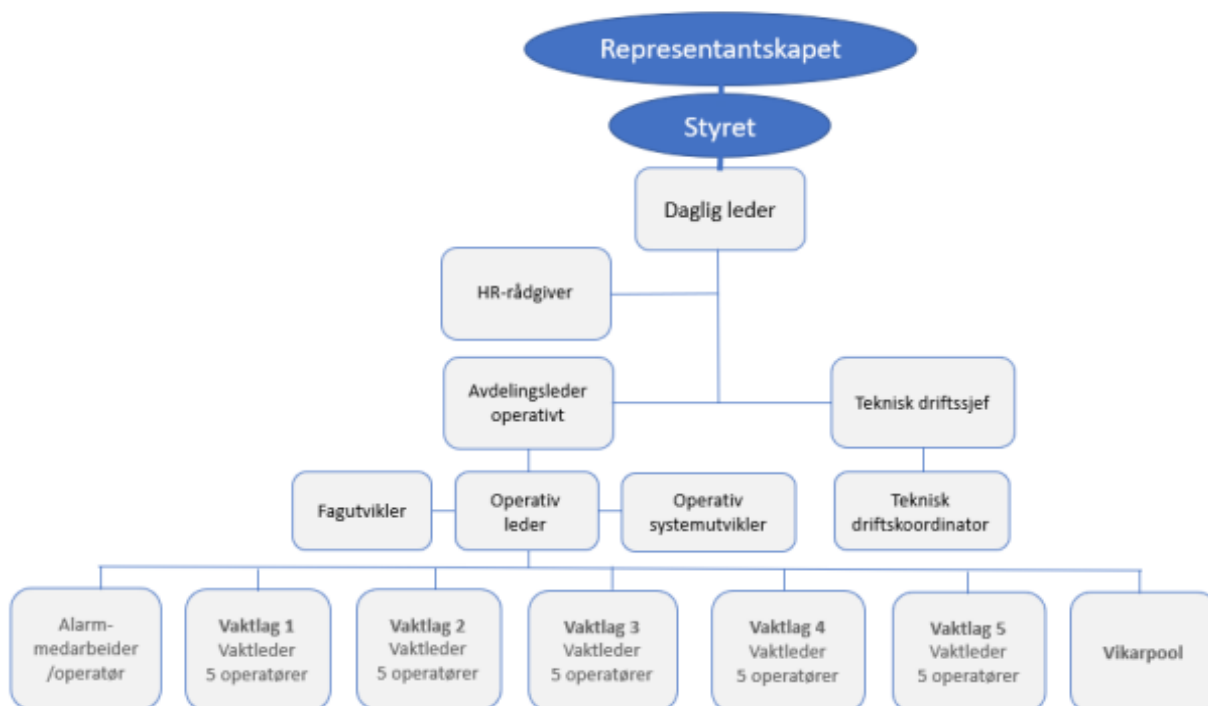 Representantskapet
Styret
Daglig leder
HR-rådgiver
Avdelingsleder
operativt
Teknisk driftssjef
Fagutvikler
Operativ
leder
Operativ
systemutvikler
Teknisk
driftskoordinator
Alarm-
medarbeider
/operatør
Vaktlag 1
Vaktleder
5 operatører
Vaktlag 2
Vaktleder
5 operatører
Vaktlag 3
Vaktleder
5 operatører
Vaktlag 4
Vaktleder
5 operatører
Vaktlag 5
Vaktleder
5 operatører
Vikarpool